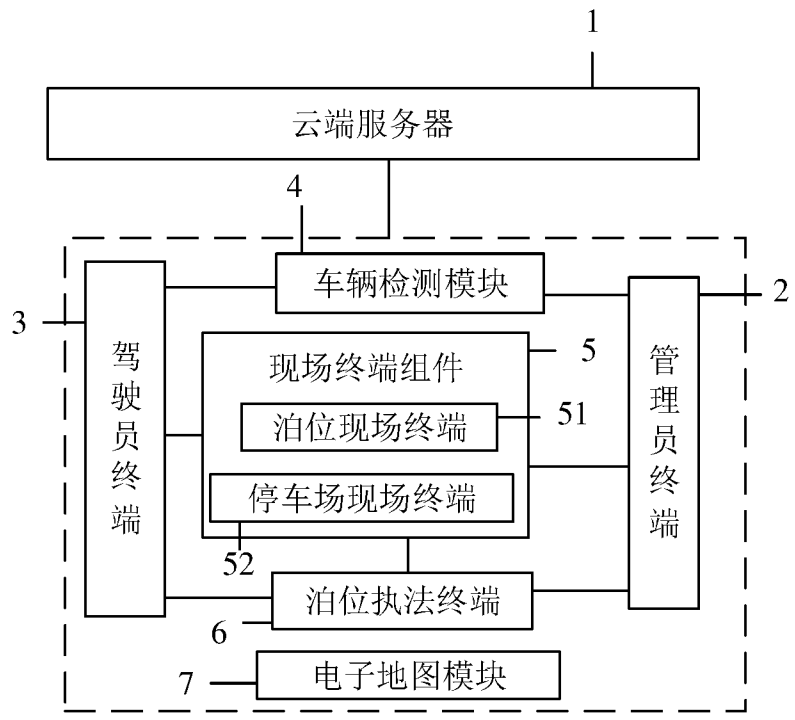 1
云端服务器
4
车辆检测模块
2
3
驾驶员终端
现场终端组件
5
管理员终端
泊位现场终端
51
停车场现场终端
52
泊位执法终端
6
电子地图模块
7